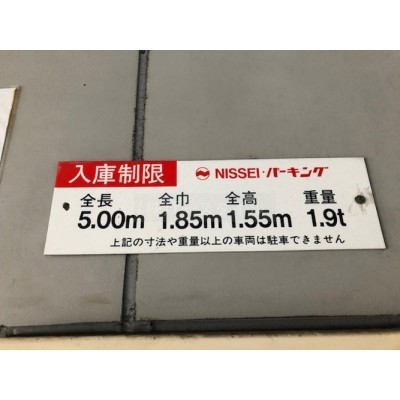 入庫制限 NISSEI・パーキング
全長 全巾 全高 重量
5.00m 1.85m 1.55m 1.9t
上記の寸法や重量以上の車両は駐車できません